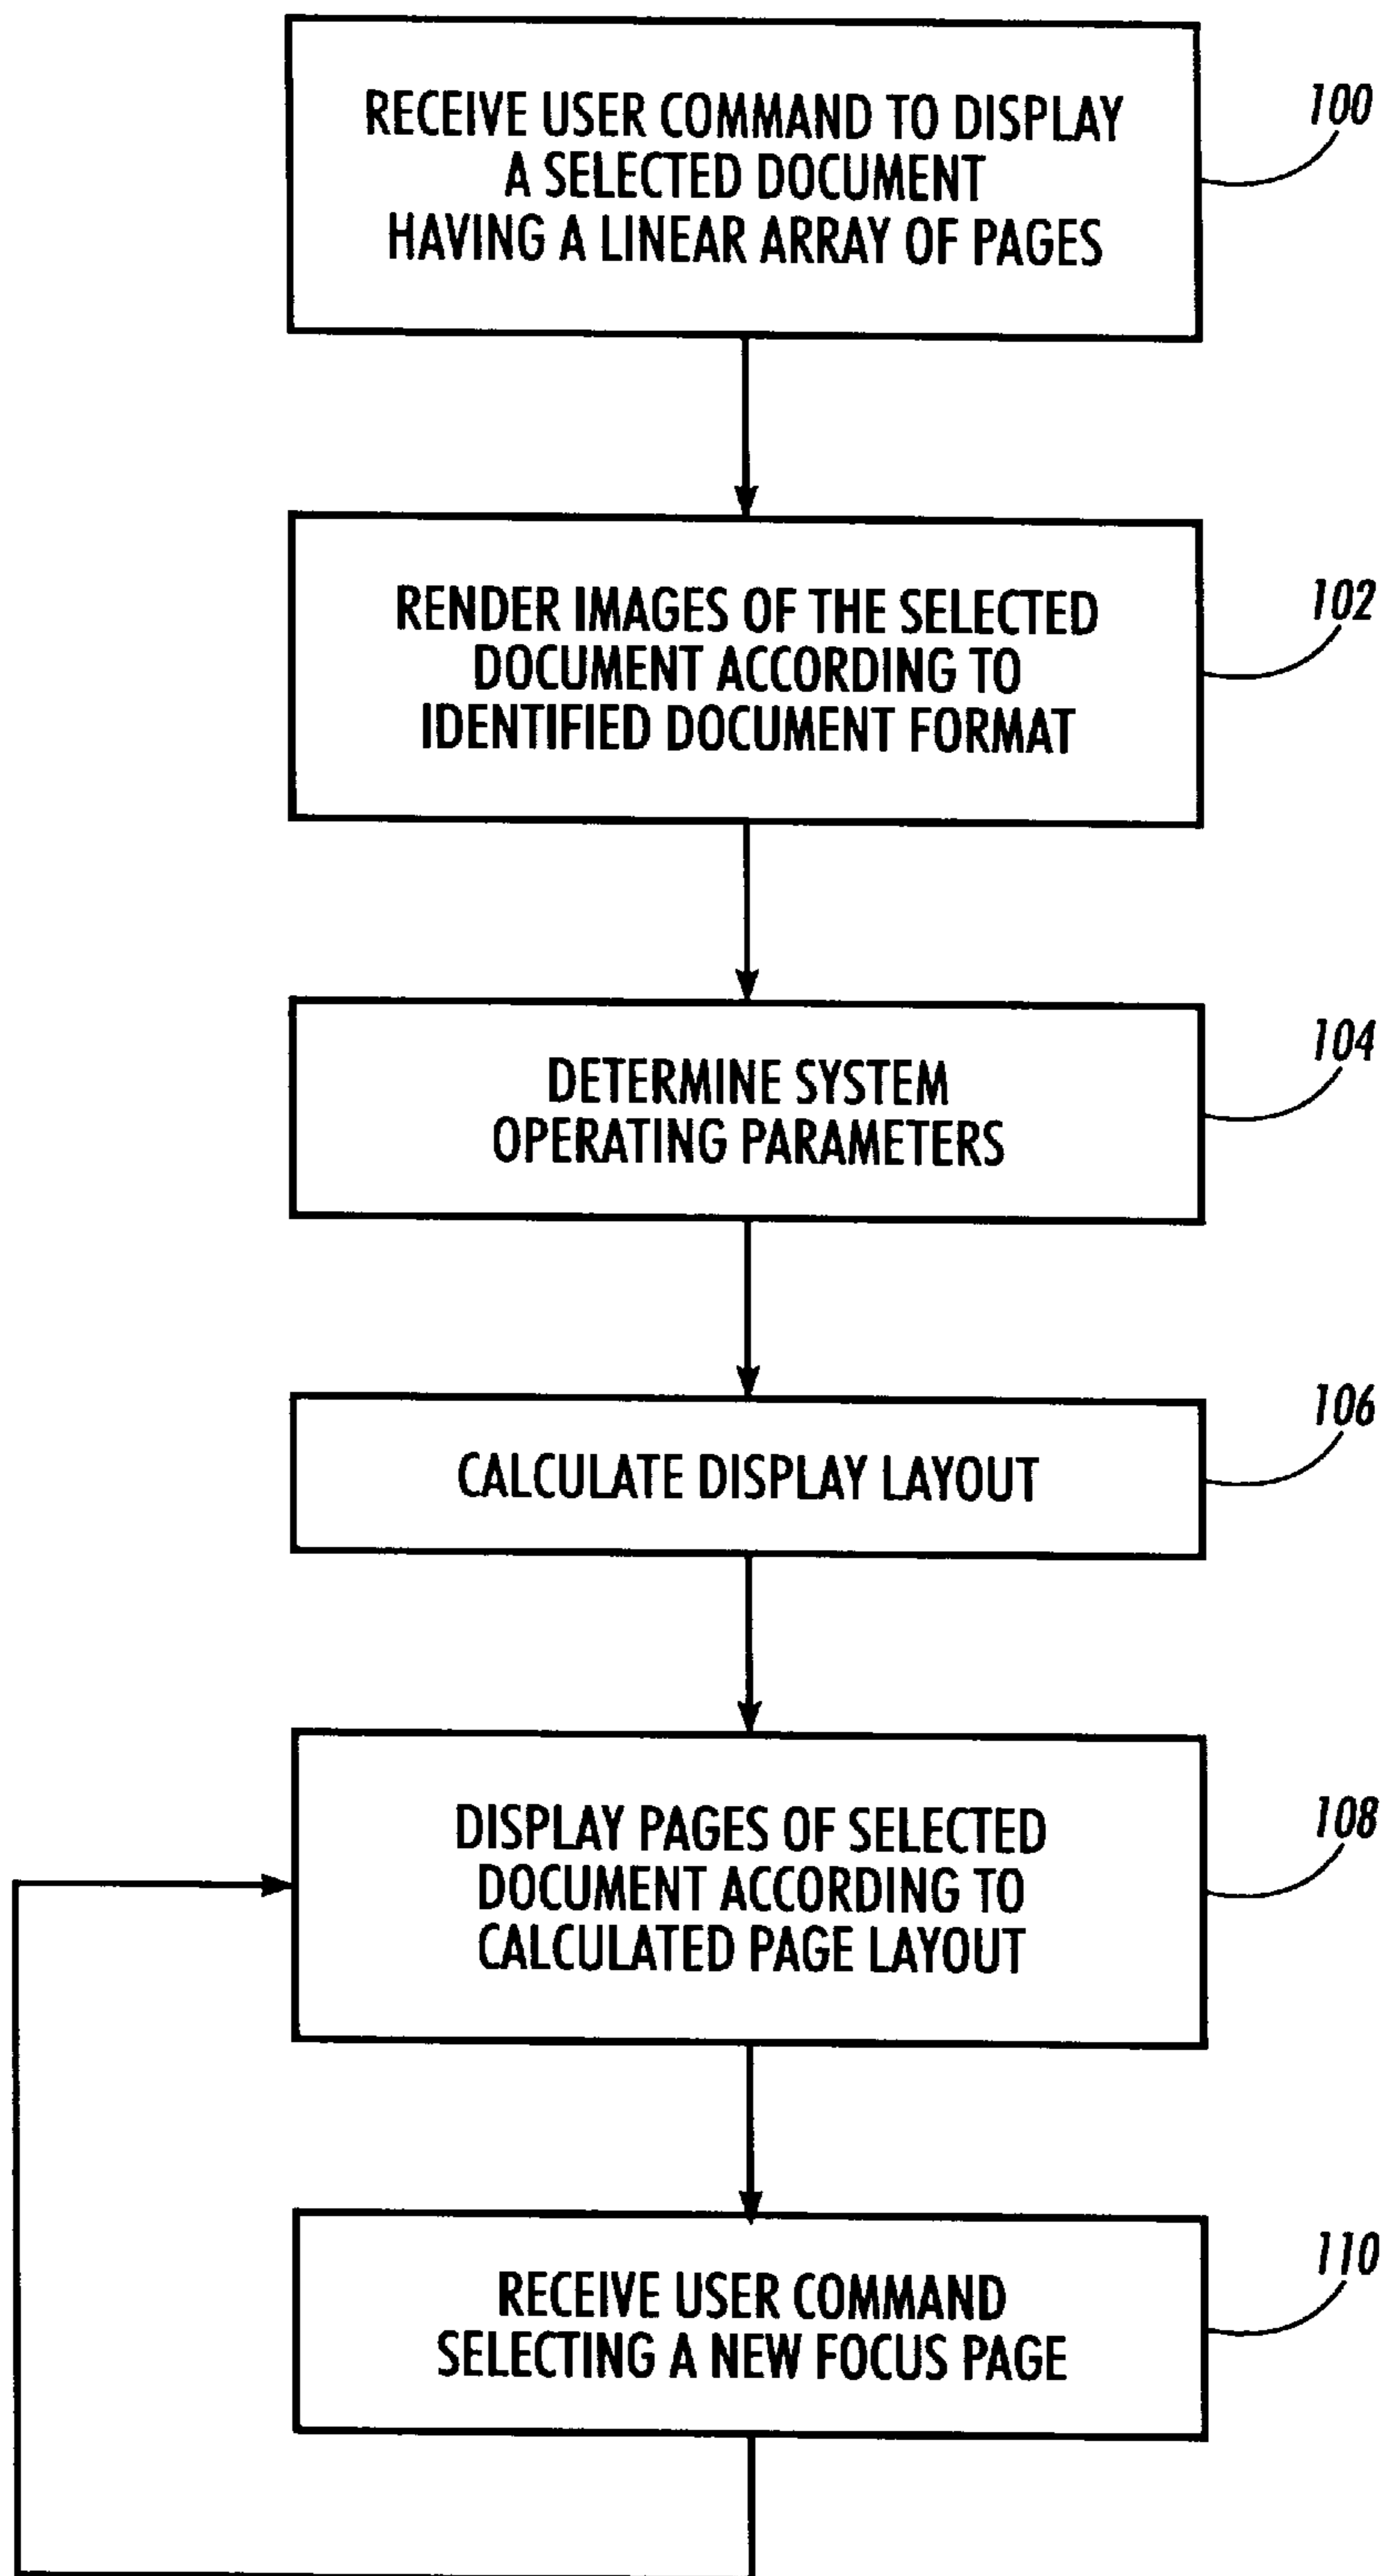 RECEIVE USER COMMAND TO DISPLAY
A SELECTED DOCUMENT
HAVING A LINEAR ARRAY OF PAGES
100
RENDER IMAGES OF THE SELECTED
DOCUMENT ACCORDING TO
IDENTIFIED DOCUMENT FORMAT
102
DETERMINE SYSTEM
OPERATING PARAMETERS
104
CALCULATE DISPLAY LAYOUT
106
DISPLAY PAGES OF SELECTED
DOCUMENT ACCORDING TO
CALCULATED PAGE LAYOUT
108
RECEIVE USER COMMAND
SELECTING A NEW FOCUS PAGE
110